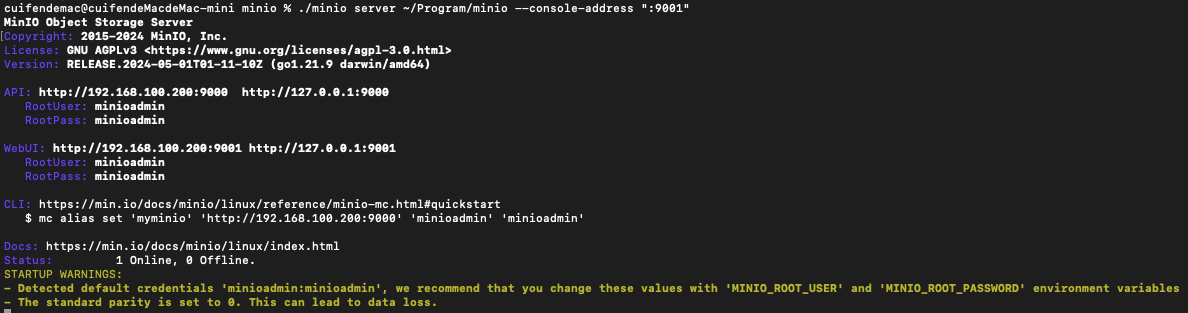 cuifendemac@cuifendeMacdeMac-mini minio % ./minio server ~/Program/minio --console-address ":9001"
MinIO Object Storage Server
Copyright: 2015-2024 MinIO, Inc.
License: GNU AGPLv3 <https://www.gnu.org/licenses/agpl-3.0.html>
Version: RELEASE.2024-05-01T01-11-10Z (go1.21.9 darwin/amd64)
API: http://192.168.100.200:9000  http://127.0.0.1:9000
RootUser: minioadmin
RootPass: minioadmin
WebUI: http://192.168.100.200:9001 http://127.0.0.1:9001
RootUser: minioadmin
RootPass: minioadmin
CLI: https://min.io/docs/minio/linux/reference/minio-mc.html#quickstart
$ mc alias set 'myminio' 'http://192.168.100.200:9000' 'minioadmin' 'minioadmin'
Docs: https://min.io/docs/minio/linux/index.html
Status:         1 Online, 0 Offline.
STARTUP WARNINGS:
- Detected default credentials 'minioadmin:minioadmin', we recommend that you change these values with 'MINIO_ROOT_USER' and 'MINIO_ROOT_PASSWORD' environment variables
- The standard parity is set to 0. This can lead to data loss.